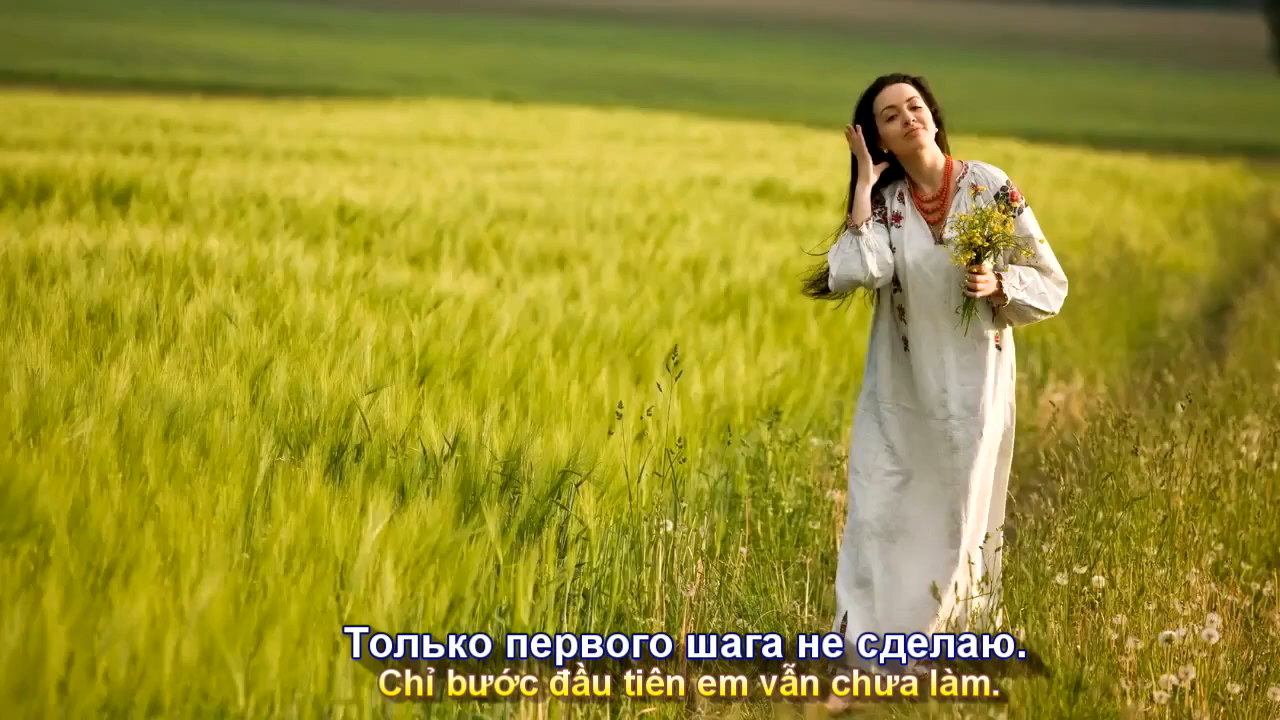 Только первого шага не сделаю.
Chỉ bước đầu tiên em vẫn chưa làm.